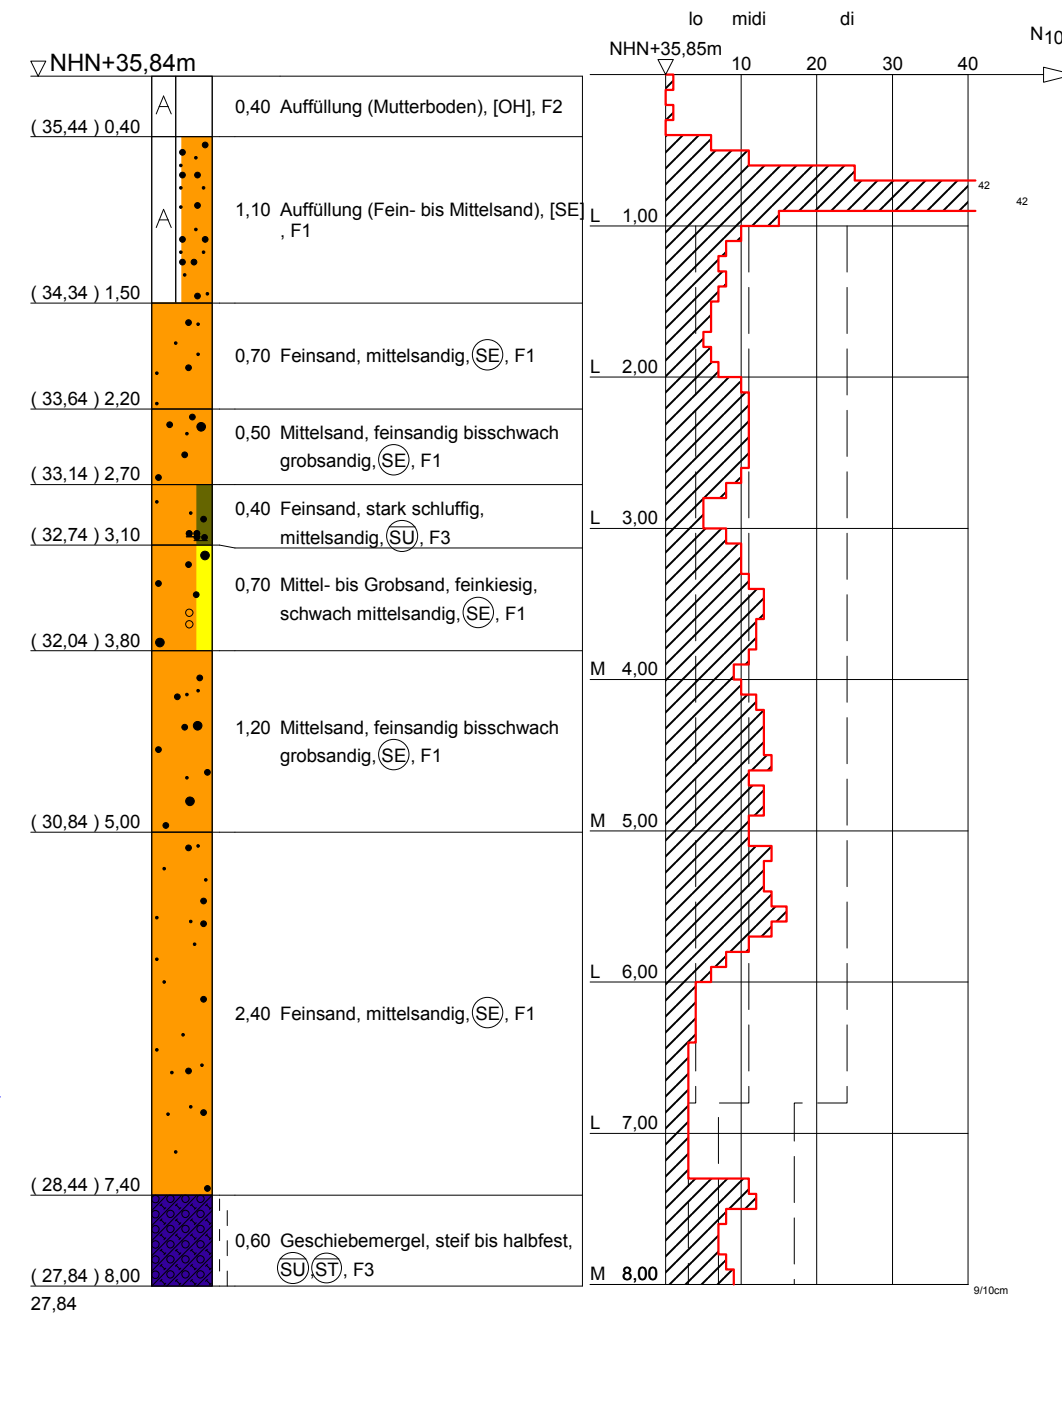 lo midi di
N10
NHN+35,84m
NHN+35,85m
10 20 30 40
A
0,40 Auffüllung (Mutterboden), [OH], F2
( 35,44 ) 0,40
A
1,10 Auffüllung (Fein- bis Mittelsand), [SE]
, F1
( 34,34 ) 1,50
0,70 Feinsand, mittelsandig, SE, F1
( 33,64 ) 2,20
0,50 Mittelsand, feinsandig bisschwach
grobsandig, SE, F1
( 33,14 ) 2,70
0,40 Feinsand, stark schluffig,
mittelsandig, S̅U̅, F3
( 32,74 ) 3,10
0,70 Mittel- bis Grobsand, feinkiesig,
schwach mittelsandig, SE, F1
( 32,04 ) 3,80
1,20 Mittelsand, feinsandig bisschwach
grobsandig, SE, F1
( 30,84 ) 5,00
2,40 Feinsand, mittelsandig, SE, F1
( 28,44 ) 7,40
0,60 Geschiebemergel, steif bis halbfest,
S̅U̅, S̅T̅, F3
( 27,84 ) 8,00
27,84
42
42
L 1,00
L 2,00
L 3,00
M 4,00
M 5,00
L 6,00
L 7,00
M 8,00
9/10cm